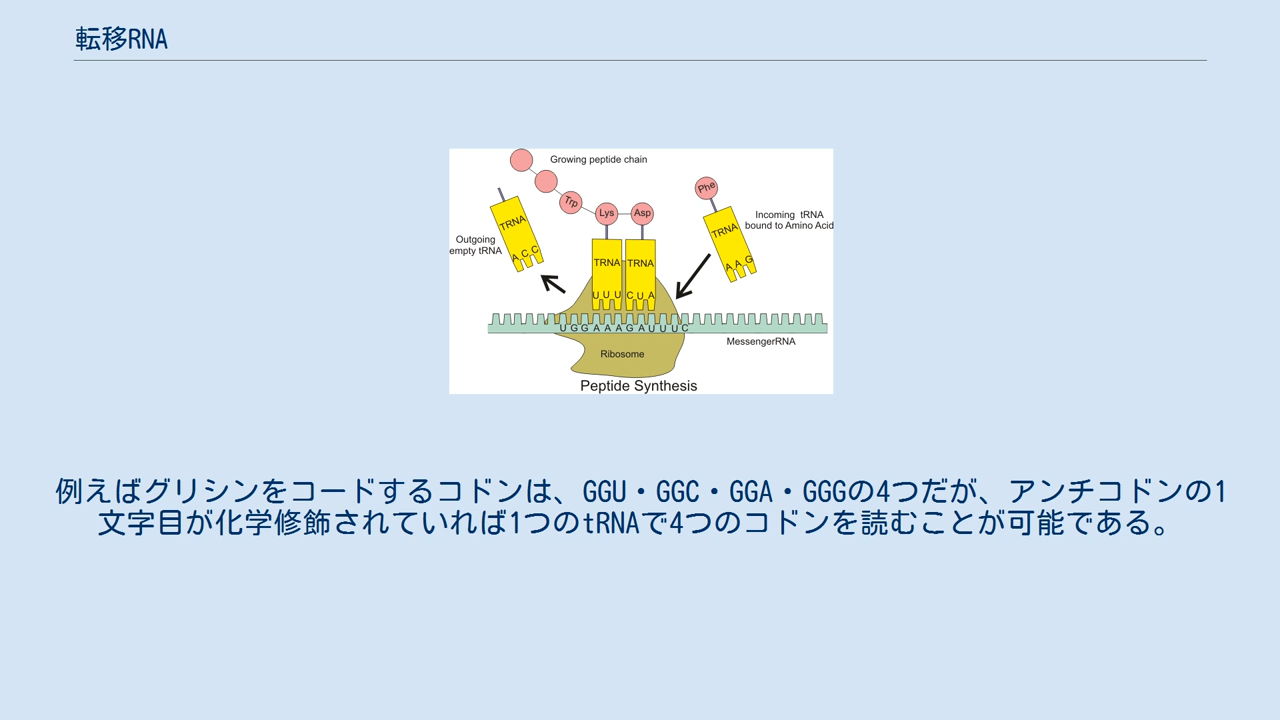 転移RNA
Growing peptide chain
Trp
Lys
Asp
Phe
TRNA
Incoming tRNA
bound to Amino Acid
Outgoing
empty tRNA
A C C
TRNA
TRNA
TRNA
A A G
U U U
C U A
U G G A A A G A U U U C
MessengerRNA
Ribosome
Peptide Synthesis
例えばグリシンをコードするコドンは、GGU・GGC・GGA・GGGの4つだが、アンチコドンの1
文字目が化学修飾されていれば1つのtRNAで4つのコドンを読むことが可能である。